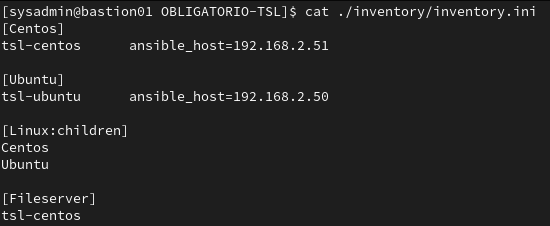 [sysadmin@bastion01 OBLIGATORIO-TSL]$ cat ./inventory/inventory.ini
[Centos]
tsl-centos      ansible_host=192.168.2.51

[Ubuntu]
tsl-ubuntu      ansible_host=192.168.2.50

[Linux:children]
Centos
Ubuntu

[Fileserver]
tsl-centos